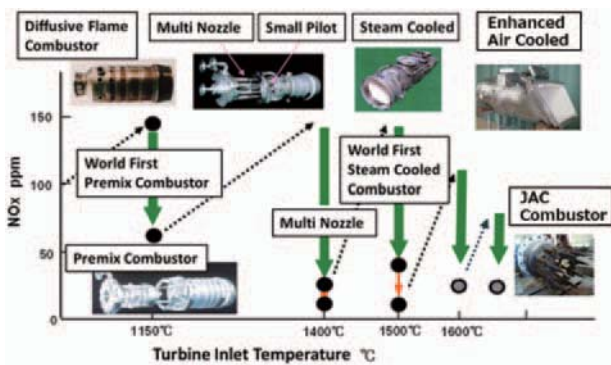 Diffusive Flame
Combustor
Multi Nozzle
Small Pilot
Steam Cooled
Enhanced
Air Cooled
150
100
50
0
NOx ppm
World First
Premix Combustor
World First
Steam Cooled
Combustor
Multi Nozzle
JAC
Combustor
Premix Combustor
1150℃
1400℃
1500℃
1600℃
Turbine Inlet Temperature ℃